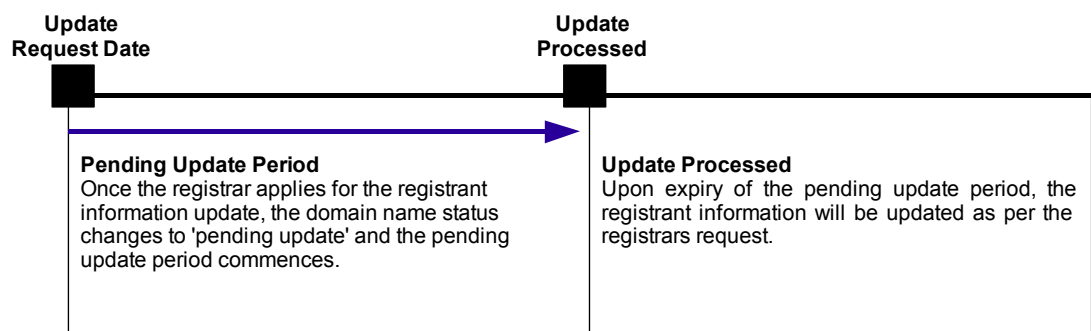 Update
Request Date
Update
Processed
Pending Update Period
Once the registrar applies for the registrant
information update, the domain name status
changes to 'pending update' and the pending
update period commences.
Update Processed
Upon expiry of the pending update period, the
registrant information will be updated as per the
registrars request.